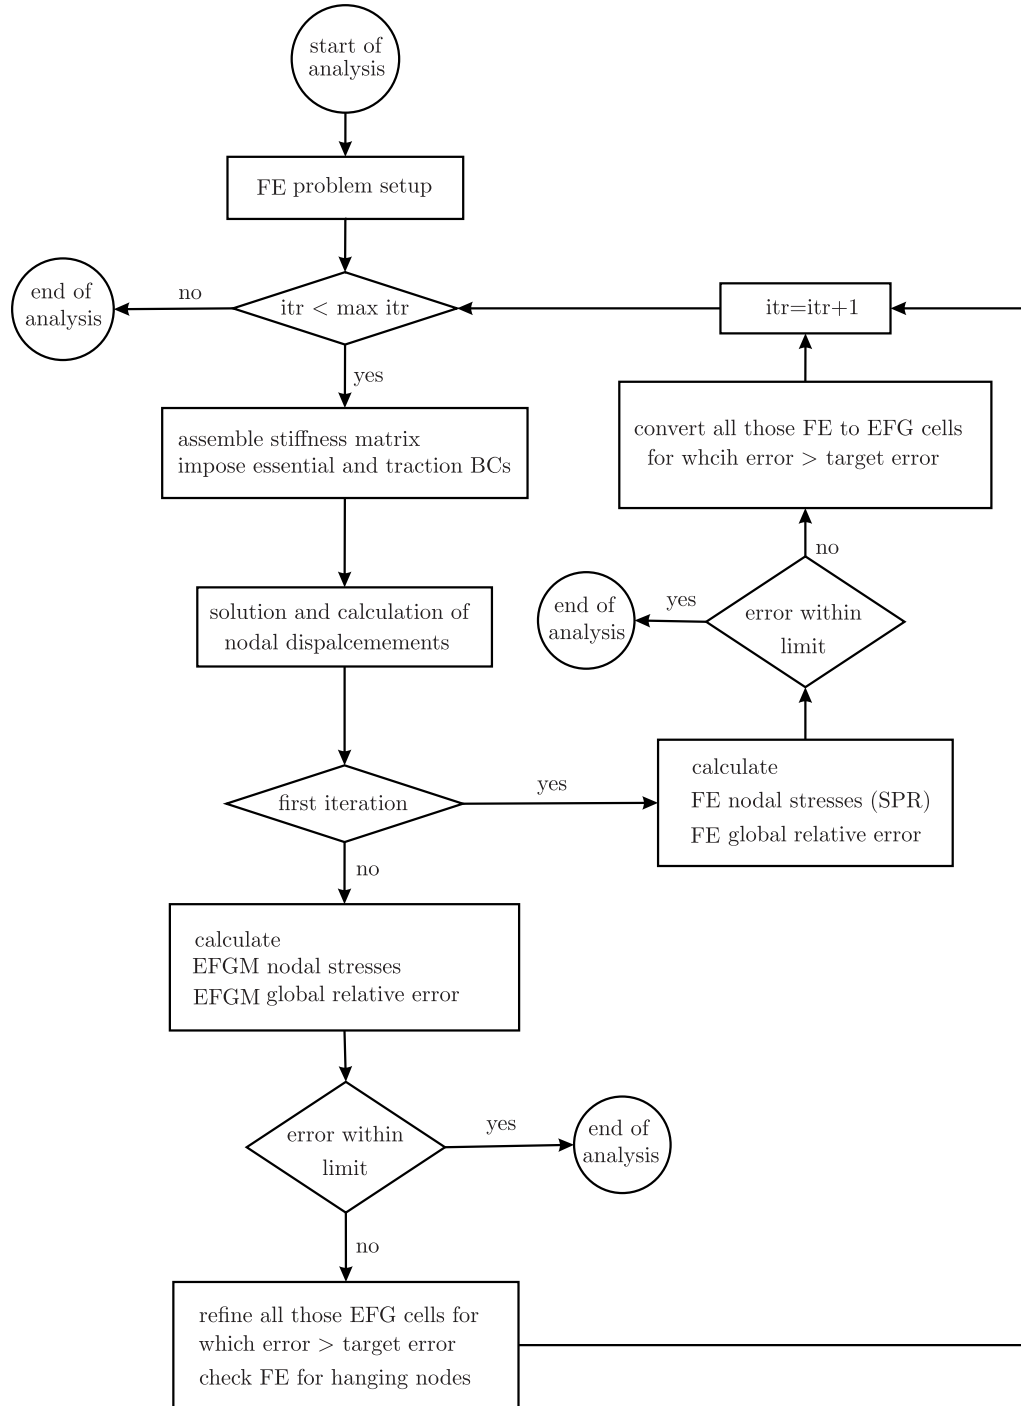 start of
analysis
FE problem setup
end of
analysis
no
itr < max itr
itr=itr+1
yes
assemble stiffness matrix
impose essential and traction BCs
convert all those FE to EFG cells
for whcih error > target error
no
solution and calculation of
nodal dispalcemements
end of
analysis
yes
error within
limit
first iteration
yes
calculate
FE nodal stresses (SPR)
FE global relative error
no
calculate
EFGM nodal stresses
EFGM global relative error
error within
limit
yes
end of
analysis
no
refine all those EFG cells for
which error > target error
check FE for hanging nodes